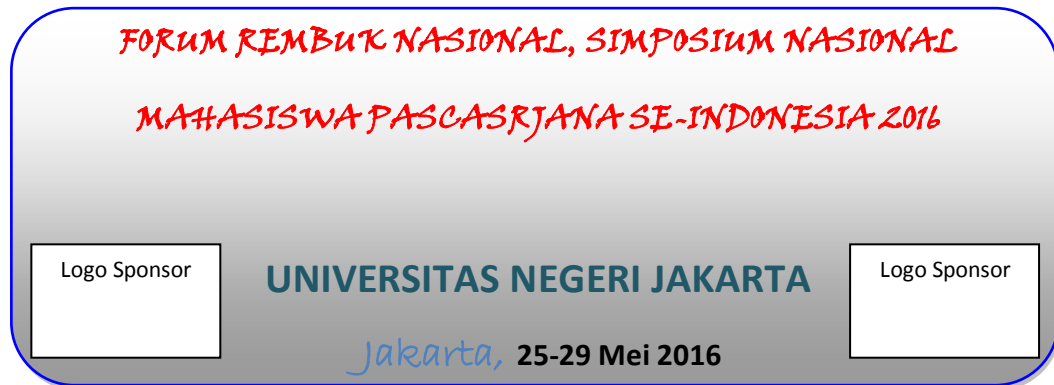 FORUM REMBUK NASIONAL, SIMPOSIUM NASIONAL
MAHASISWA PASCASRJANA SE-INDONESIA 2016
Logo Sponsor
UNIVERSITAS NEGERI JAKARTA
Logo Sponsor
Jakarta, 25-29 Mei 2016